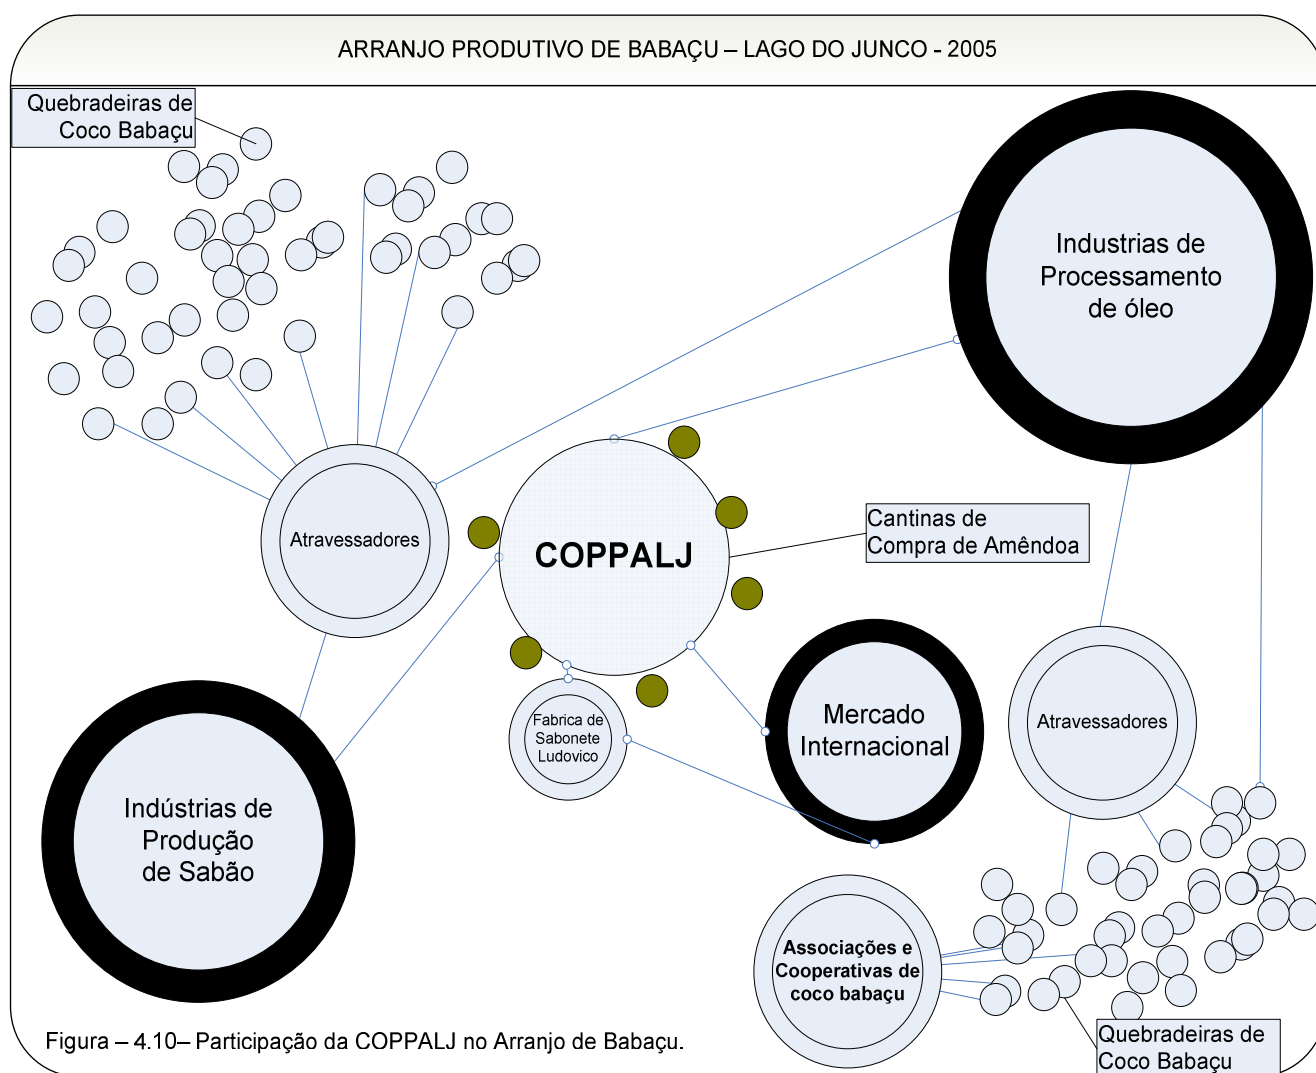 ARRANJO PRODUTIVO DE BABAÇU – LAGO DO JUNCO - 2005
Quebradeiras de
Coco Babaçu
Industrias de
Processamento
de óleo
Atravessadores
COPPALJ
Cantinas de
Compra de Amêndoa
Fabrica de
Sabonete
Ludovico
Mercado
Internacional
Atravessadores
Indústrias de
Produção
de Sabão
Associações e
Cooperativas de
coco babaçu
Quebradeiras de
Coco Babaçu
Figura – 4.10– Participação da COPPALJ no Arranjo de Babaçu.